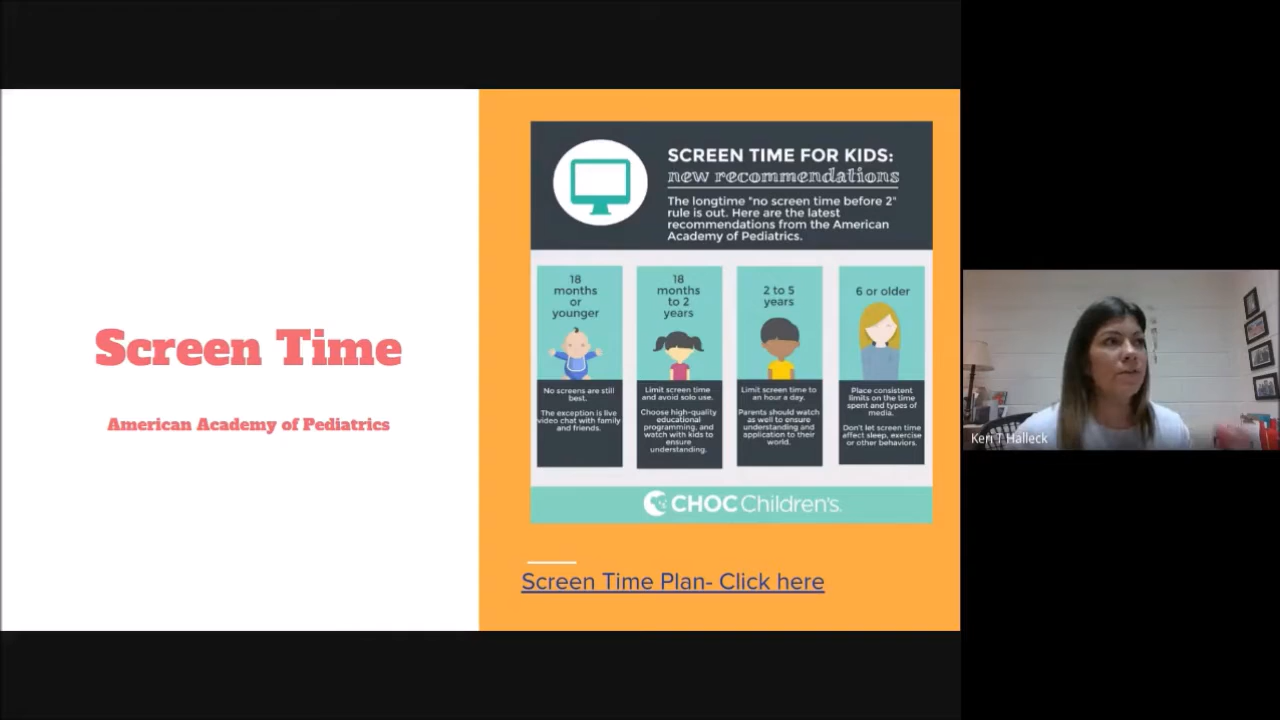 Screen Time
American Academy of Pediatrics
SCREEN TIME FOR KIDS:
new recommendations
The longtime "no screen time before 2"
rule is out. Here are the latest
recommendations from the American
Academy of Pediatrics.
18
months
or
younger
No screens are still
best.
The exception is live
video chat with family
and friends.
18
months
to 2
years
Limit screen time
and avoid solo use.
Choose high-quality
educational
programming, and
watch with kids to
ensure
understanding.
2 to 5
years
Limit screen time to
an hour a day.
Parents should watch
as well to ensure
understanding and
application to their
world.
6 or older
Place consistent
limits on the time
spent and types of
media.
Don't let screen time
affect sleep, exercise
or other behaviors.
CHOC Children's.
Screen Time Plan- Click here
Keri T Halleck